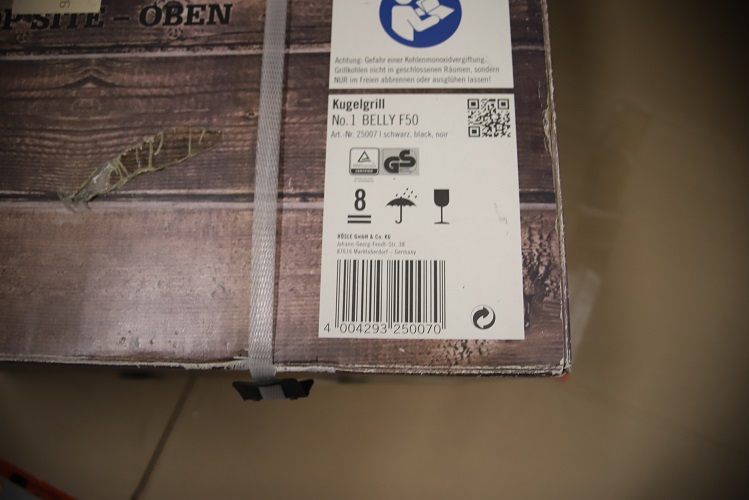 SITE - OBEN
Achtung. Gefahr einer Kohlenmonoxidvergiftung.
Grillkohlen nicht in geschlossenen Räumen, sondern
NUR im Freien abbrennen oder ausglühen lassen!
Kugelgrill
No.1 BELLY F50
Art.-Nr. 25007 | schwarz, black, noir
GS
8
RÖSLE GmbH & Co. KG
Johann-Georg-Fendt-Str. 38
87616 Marktoberdorf - Germany
4 004293 250070